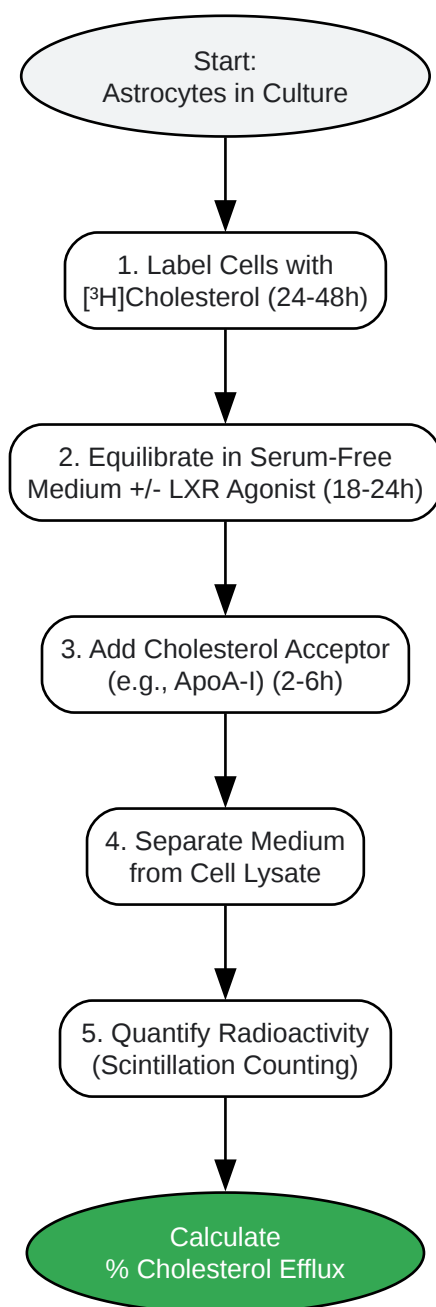 Start:
Astrocytes in Culture
1. Label Cells with
[³H]Cholesterol (24-48h)
2. Equilibrate in Serum-Free
Medium +/- LXR Agonist (18-24h)
3. Add Cholesterol Acceptor
(e.g., ApoA-I) (2-6h)
4. Separate Medium
from Cell Lysate
5. Quantify Radioactivity
(Scintillation Counting)
Calculate
% Cholesterol Efflux